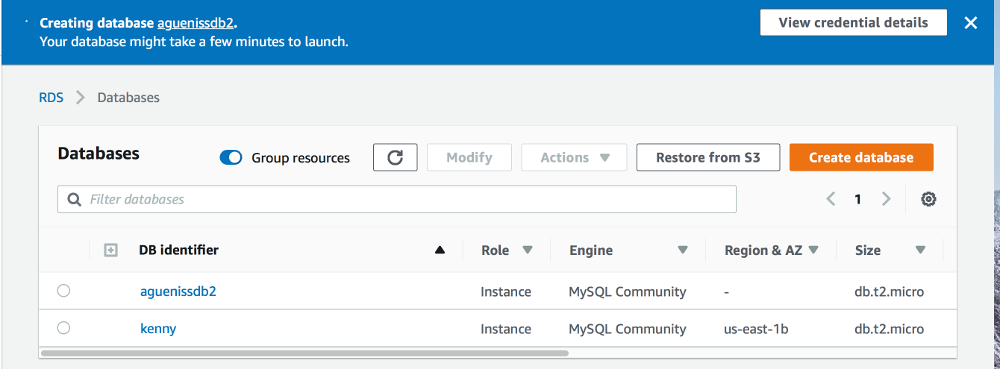 Creating database aguenissdb2.
View credential details
Your database might take a few minutes to launch.
RDS > Databases
Databases Group resources Modify Actions Restore from S3 Create database
Filter databases 1
DB identifier Role Engine Region & AZ Size
aguenissdb2 Instance MySQL Community - db.t2.micro
kenny Instance MySQL Community us-east-1b db.t2.micro